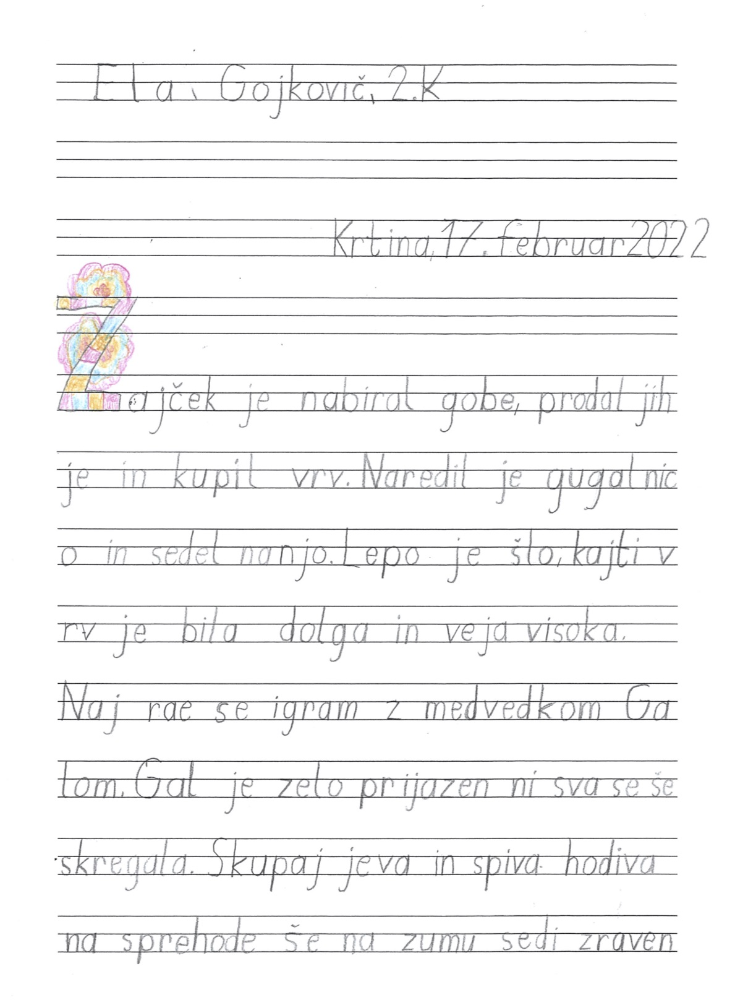 Ela, Gojkovič, 2.K
Krtina, 17. februar 2022
Zajček je nabiral gobe, prodal jih
je in kupil vrv. Naredil je gugalnic
o in sedel nanjo. Lepo je šlo, kajti v
rv je bila dolga in veja visoka.
Naj rae se igram z medvedkom Ga
lom. Gal je zelo prijazen ni sva se še
skregala. Skupaj jeva in spiva. hodiva
na sprehode Še na zumu sedi zraven